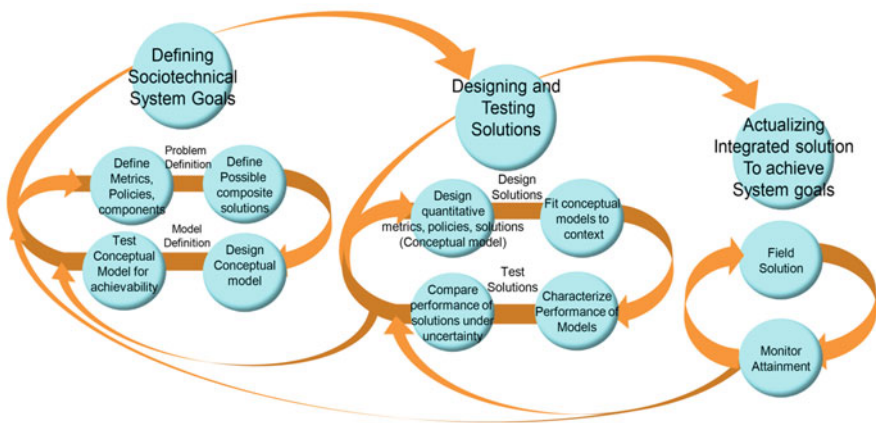 Defining
Sociotechnical
System Goals
Designing and
Testing
Solutions
Actualizing
Integrated solution
To achieve
System goals
Define
Metrics,
Policies,
components
Problem
Definition
Define
Possible
composite
solutions
Test
Conceptual
Model for
achievability
Model
Definition
Design
Conceptual
model
Design
quantitative
metrics, policies, solutions
(Conceptual model)
Design
Solutions
Fit conceptual
models to
context
Compare
performance of
solutions under
uncertainty
Test
Solutions
Characterize
Performance of
Models
Field
Solution
Monitor
Attainment